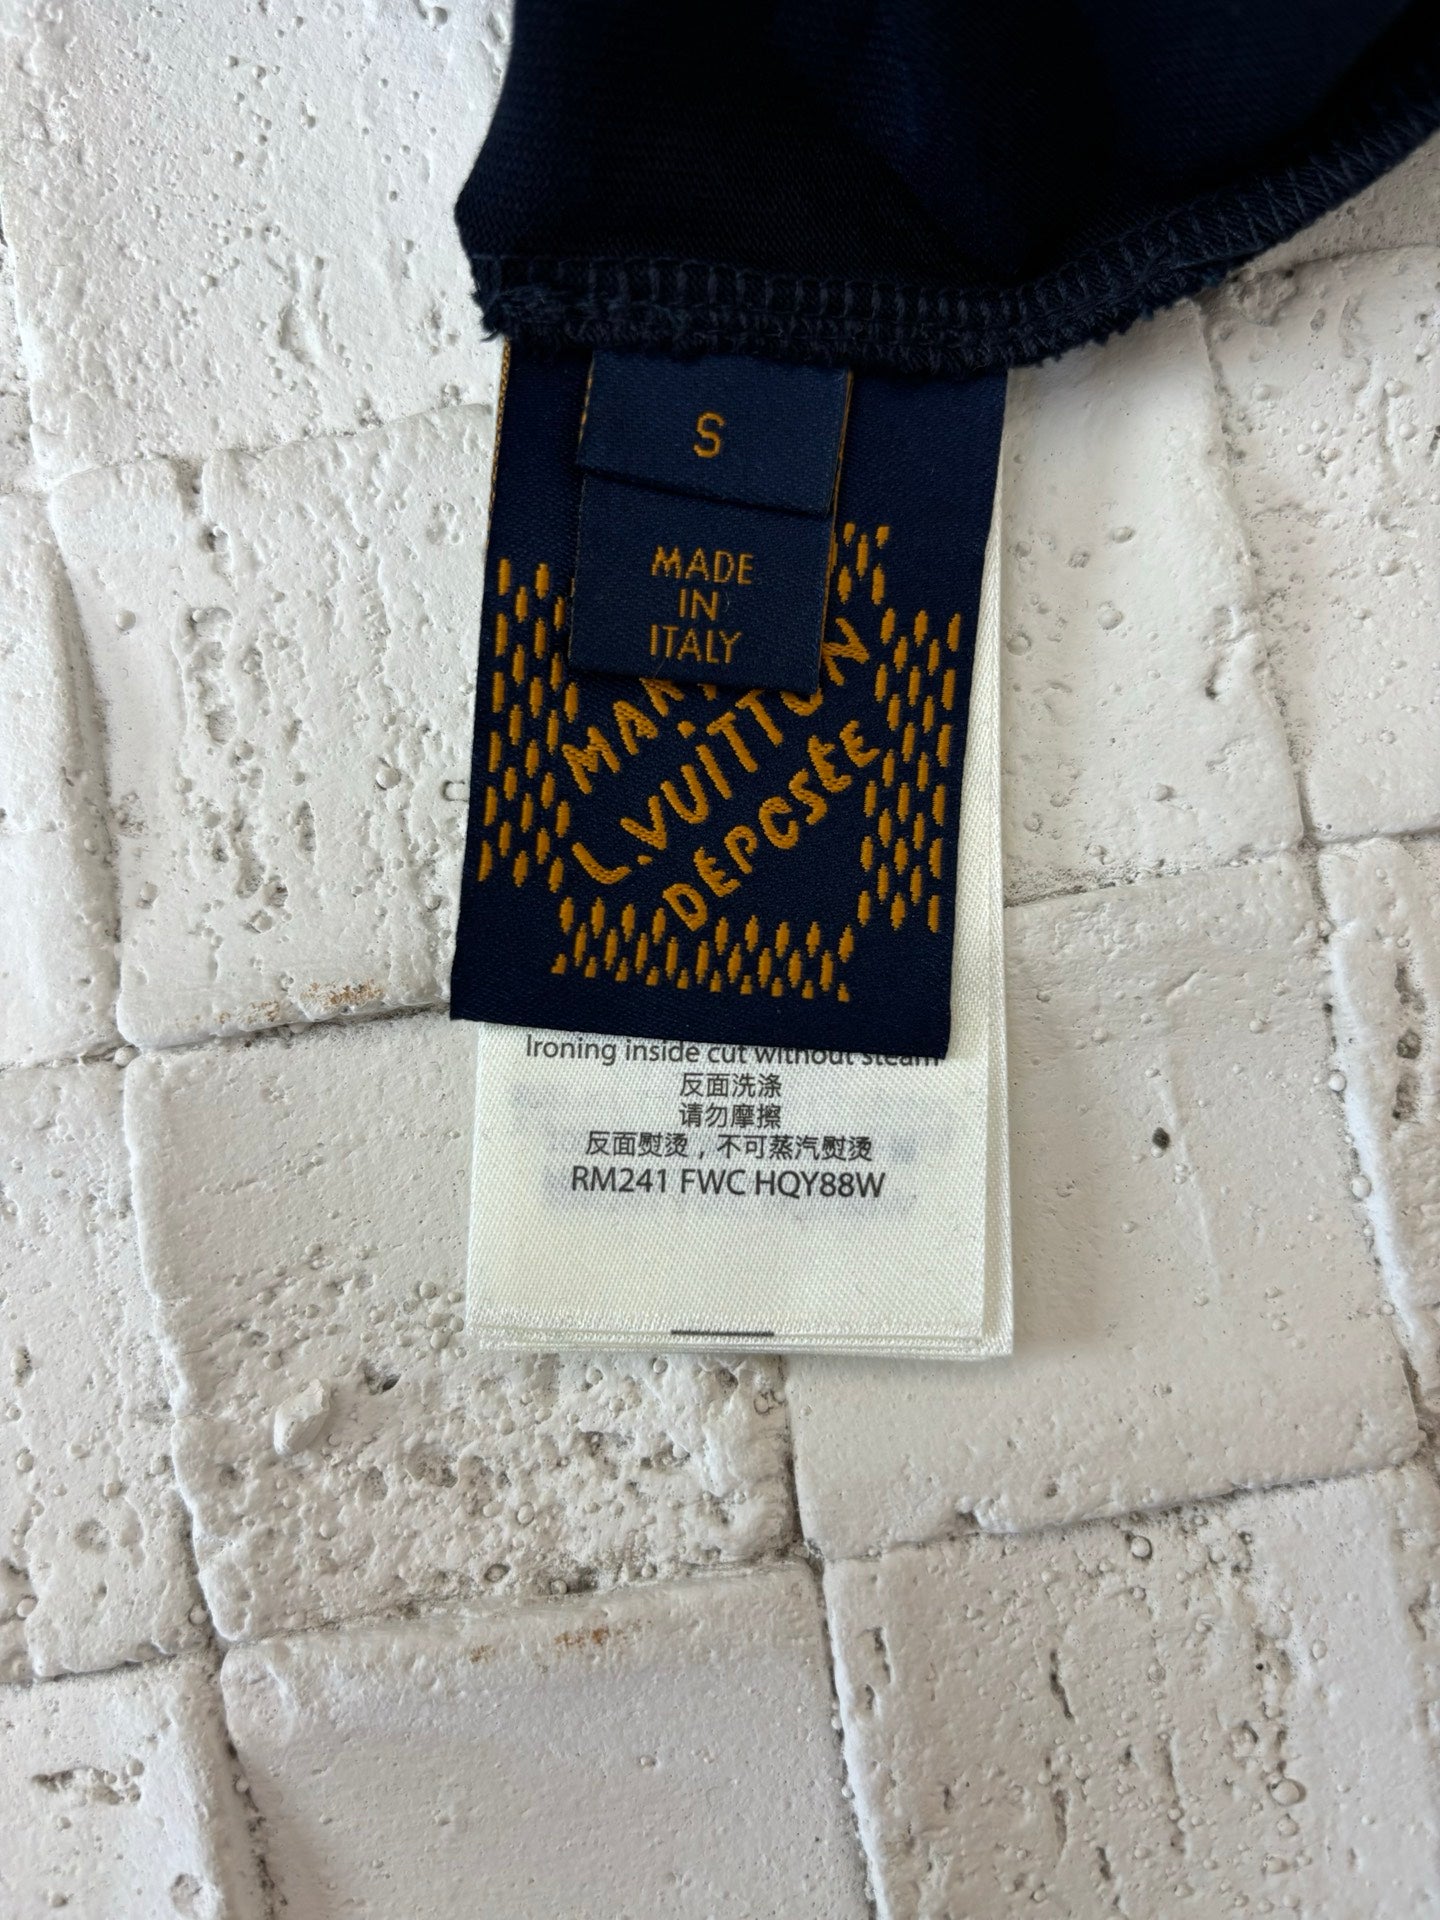 S
MADE
IN
ITALY
L.VUiTTON
DEPOSéE
Ironing inside cut without steam
反面洗涤
请勿摩擦
反面熨烫，不可蒸汽熨烫
RM241 FWC HQY88W